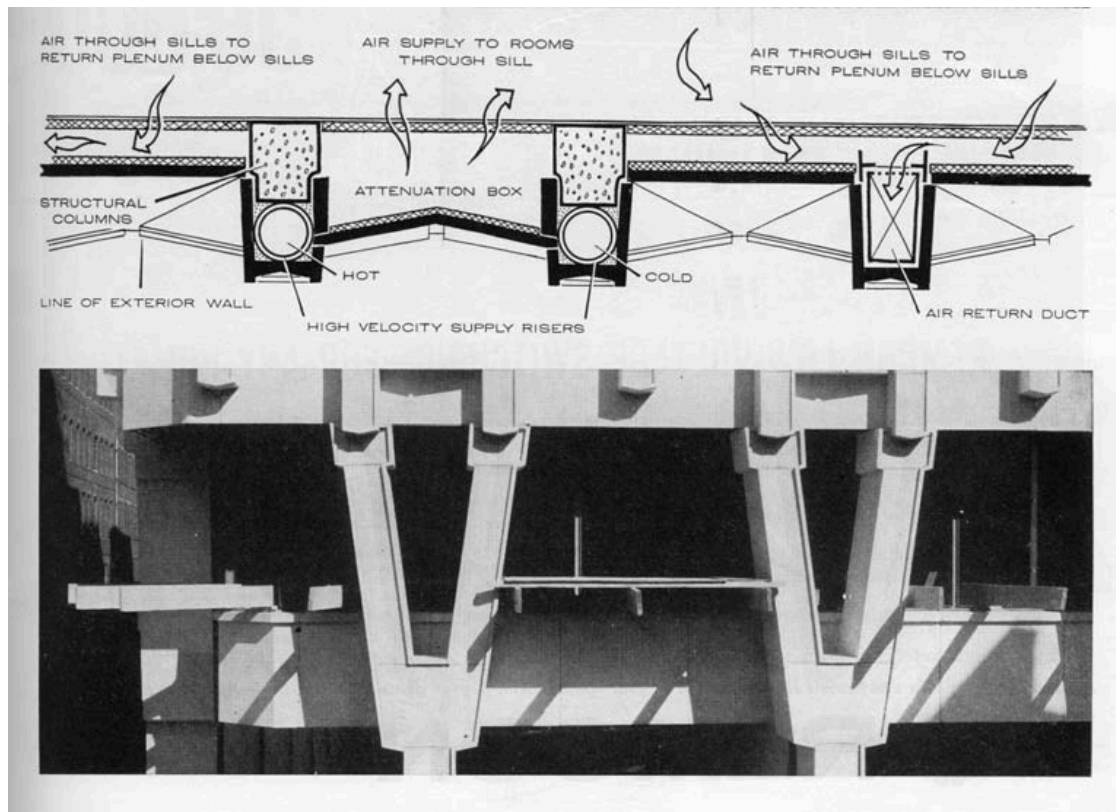 AIR THROUGH SILLS TO
RETURN PLENUM BELOW SILLS
AIR SUPPLY TO ROOMS
THROUGH SILL
AIR THROUGH SILLS TO
RETURN PLENUM BELOW SILLS
ATTENUATION BOX
STRUCTURAL
COLUMNS
HOT
COLD
LINE OF EXTERIOR WALL
HIGH VELOCITY SUPPLY RISERS
AIR RETURN DUCT